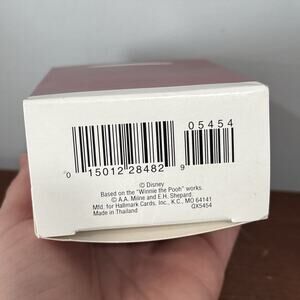 05454
0 15012 28482 9
© Disney
Based on the "Winnie the Pooh" works.
© A.A. Milne and E.H. Shepard
Mfd. for Hallmark Cards, Inc., K.C., MO 64141
Made in Thailand QX5454